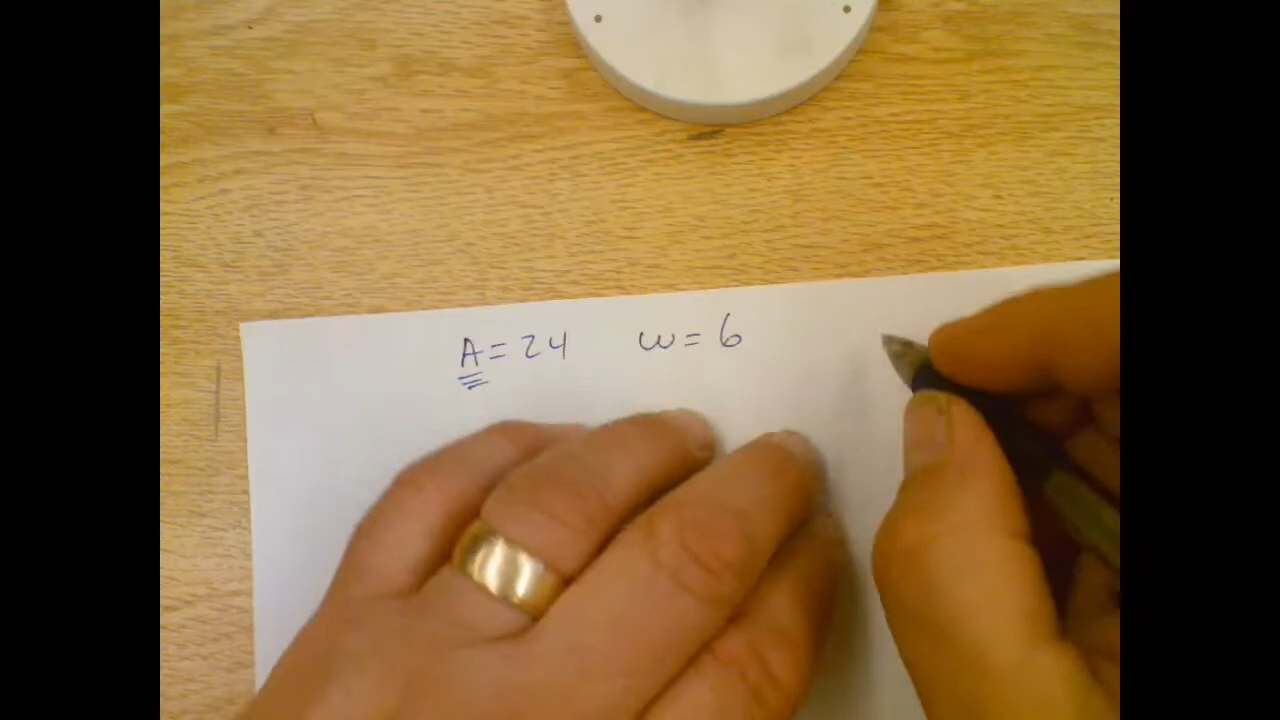 A = 24 w = 6